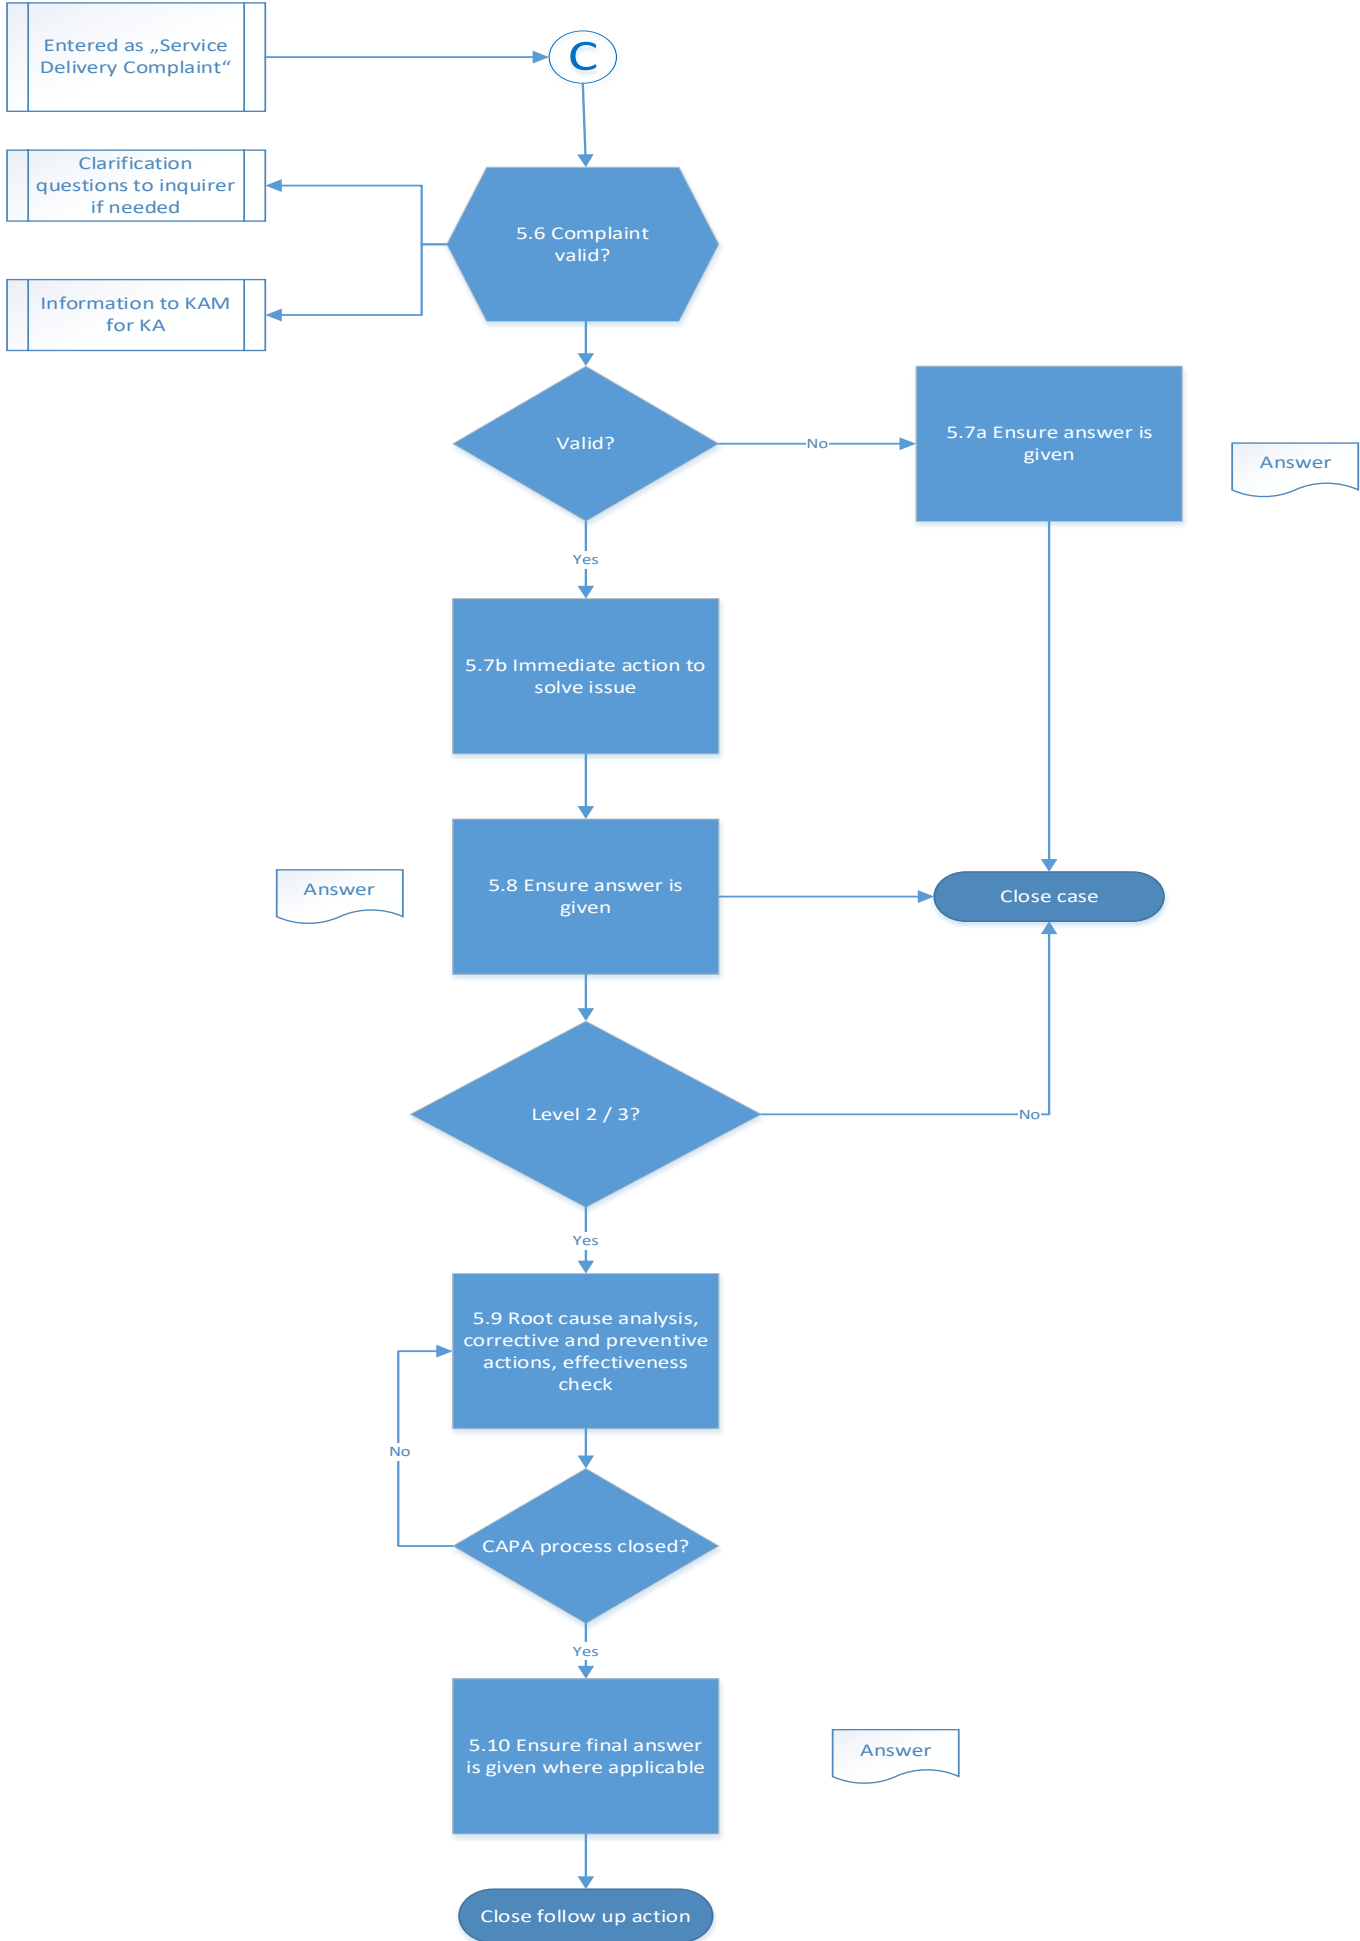 Entered as „Service
Delivery Complaint“
C
Clarification
questions to inquirer
if needed
5.6 Complaint
valid?
Information to KAM
for KA
Valid?
No
5.7a Ensure answer is
given
Answer
Yes
5.7b Immediate action to
solve issue
Answer
5.8 Ensure answer is
given
Close case
Level 2 / 3?
No
Yes
5.9 Root cause analysis,
corrective and preventive
actions, effectiveness
check
No
CAPA process closed?
Yes
5.10 Ensure final answer
is given where applicable
Answer
Close follow up action